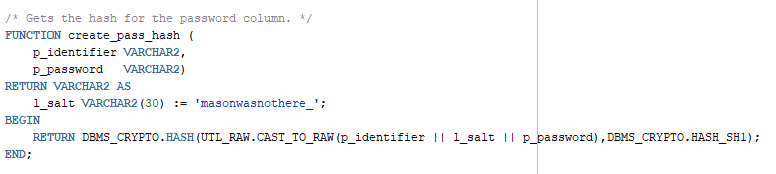 /* Gets the hash for the password column. */
FUNCTION create_pass_hash (
    p_identifier VARCHAR2,
    p_password   VARCHAR2)
RETURN VARCHAR2 AS
    l_salt VARCHAR2(30) := 'masonwasnothere_';
BEGIN
    RETURN DBMS_CRYPTO.HASH(UTL_RAW.CAST_TO_RAW(p_identifier || l_salt || p_password),DBMS_CRYPTO.HASH_SH1);
END;